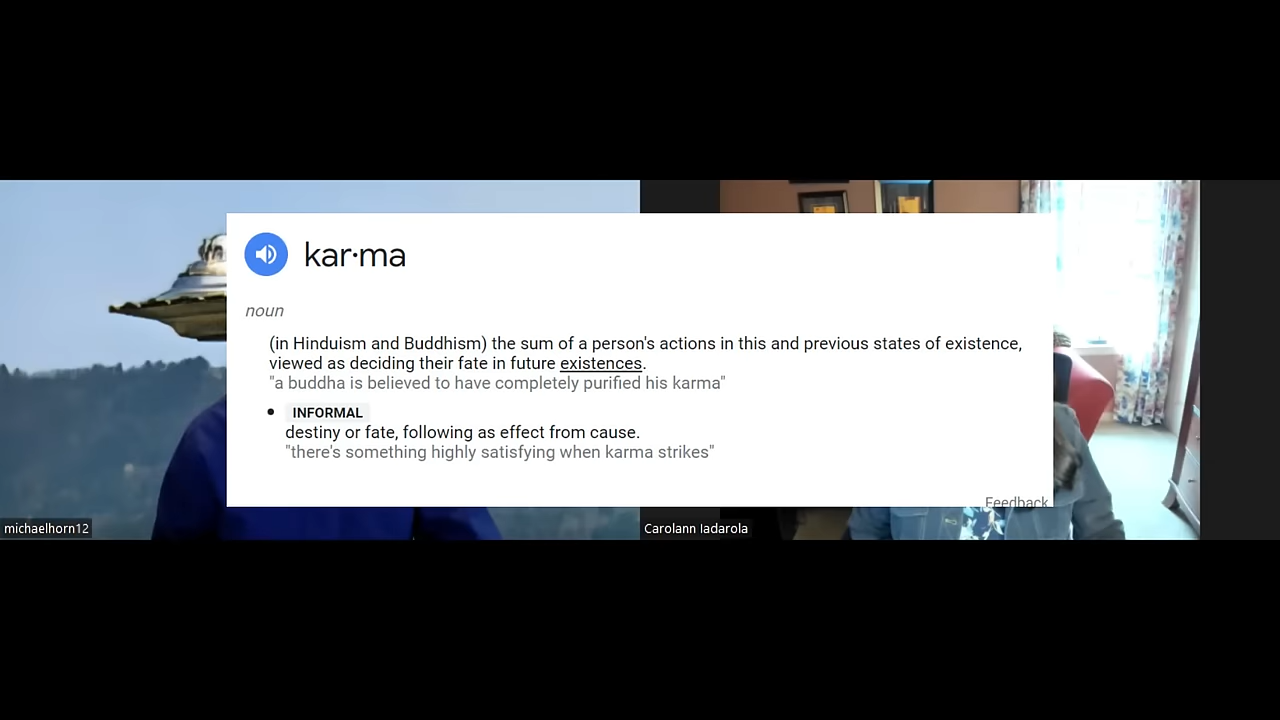 kar·ma
noun
(in Hinduism and Buddhism) the sum of a person's actions in this and previous states of existence,
viewed as deciding their fate in future existences.
"a buddha is believed to have completely purified his karma"
• INFORMAL
destiny or fate, following as effect from cause.
"there's something highly satisfying when karma strikes"
Feedback
michaelhorn12
Carolann Iadarola